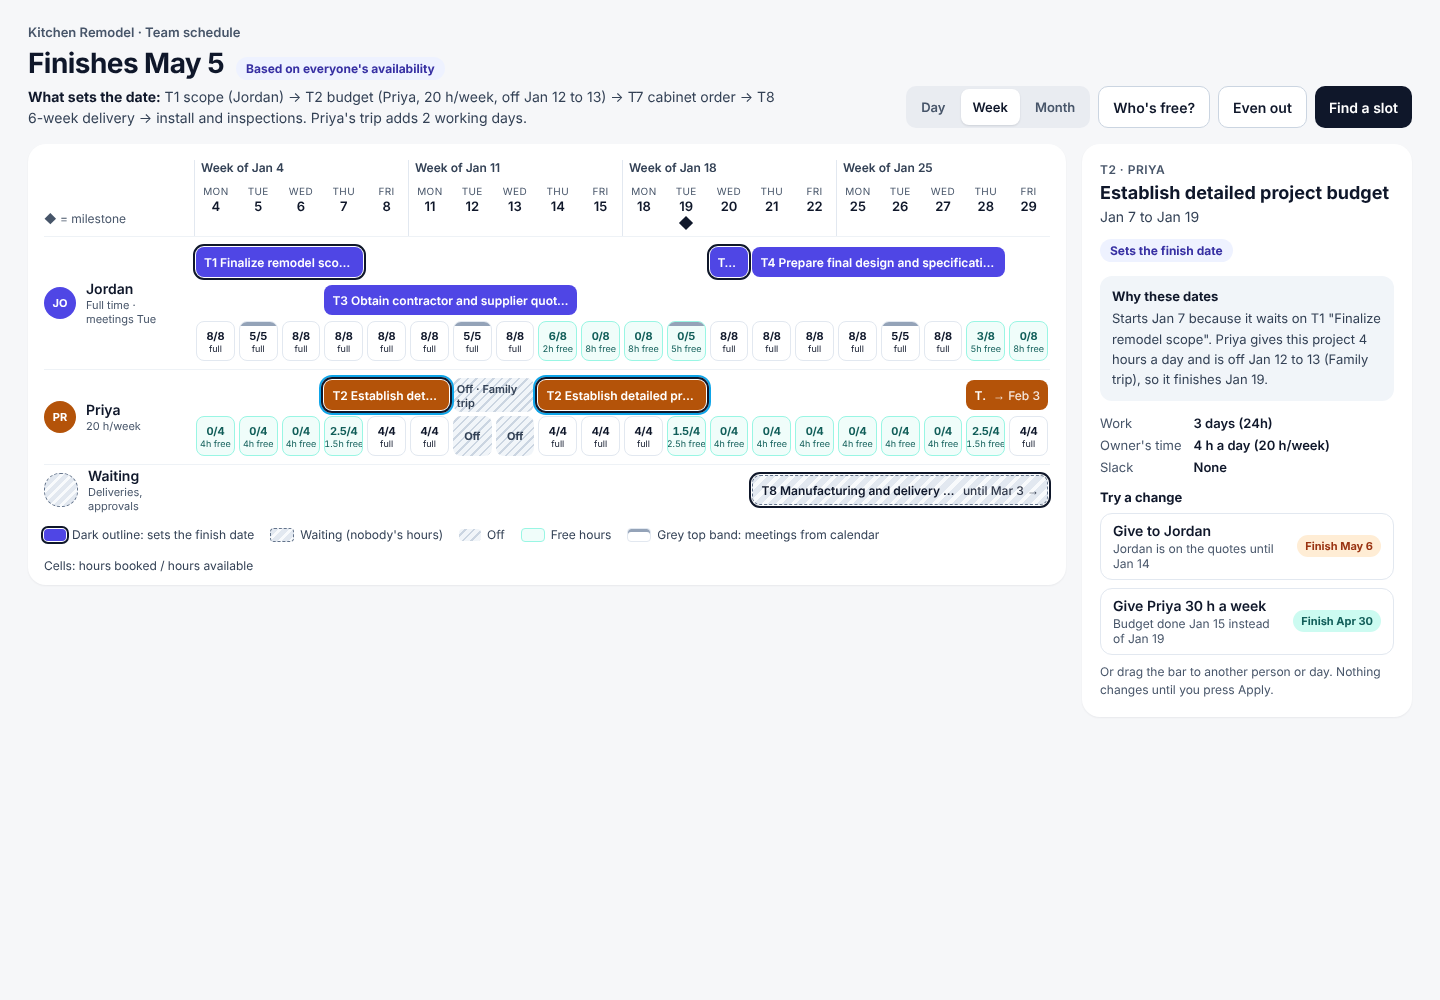 Kitchen Remodel · Team schedule
Finishes May 5
Based on everyone's availability
What sets the date: T1 scope (Jordan) → T2 budget (Priya, 20 h/week, off Jan 12 to 13) → T7 cabinet order → T8
6-week delivery → install and inspections. Priya's trip adds 2 working days.
Day Week Month Who's free? Even out Find a slot
Week of Jan 4 Week of Jan 11 Week of Jan 18 Week of Jan 25
MON TUE WED THU FRI MON TUE WED THU FRI MON TUE WED THU FRI MON TUE WED THU FRI
4 5 6 7 8 11 12 13 14 15 18 19 20 21 22 25 26 27 28 29
◆ = milestone
T1 Finalize remodel sco… T… T4 Prepare final design and specificati…
JO Jordan
Full time ·
meetings Tue
T3 Obtain contractor and supplier quot…
8/8 5/5 8/8 8/8 8/8 8/8 5/5 8/8 6/8 0/8 0/8 0/5 8/8 8/8 8/8 8/8 5/5 8/8 3/8 0/8
full full full full full full full full 2h free 8h free 8h free 5h free full full full full full full 5h free 8h free
PR Priya
20 h/week
T2 Establish det… Off · Family
trip
T2 Establish detailed pr… T. → Feb 3
0/4 0/4 0/4 2.5/4 4/4 4/4 Off Off 4/4 4/4 4/4 1.5/4 0/4 0/4 0/4 0/4 0/4 0/4 2.5/4 4/4
4h free 4h free 4h free 1.5h free full full full full full 2.5h free 4h free 4h free 4h free 4h free 4h free 4h free 1.5h free full
Waiting
Deliveries,
approvals
T8 Manufacturing and delivery … until Mar 3 →
Dark outline: sets the finish date Waiting (nobody's hours) Off Free hours Grey top band: meetings from calendar
Cells: hours booked / hours available
T2 · PRIYA
Establish detailed project budget
Jan 7 to Jan 19
Sets the finish date
Why these dates
Starts Jan 7 because it waits on T1 "Finalize
remodel scope". Priya gives this project 4
hours a day and is off Jan 12 to 13 (Family
trip), so it finishes Jan 19.
Work 3 days (24h)
Owner's time 4 h a day (20 h/week)
Slack None
Try a change
Give to Jordan
Jordan is on the quotes until
Jan 14
Finish May 6
Give Priya 30 h a week
Budget done Jan 15 instead
of Jan 19
Finish Apr 30
Or drag the bar to another person or day. Nothing
changes until you press Apply.